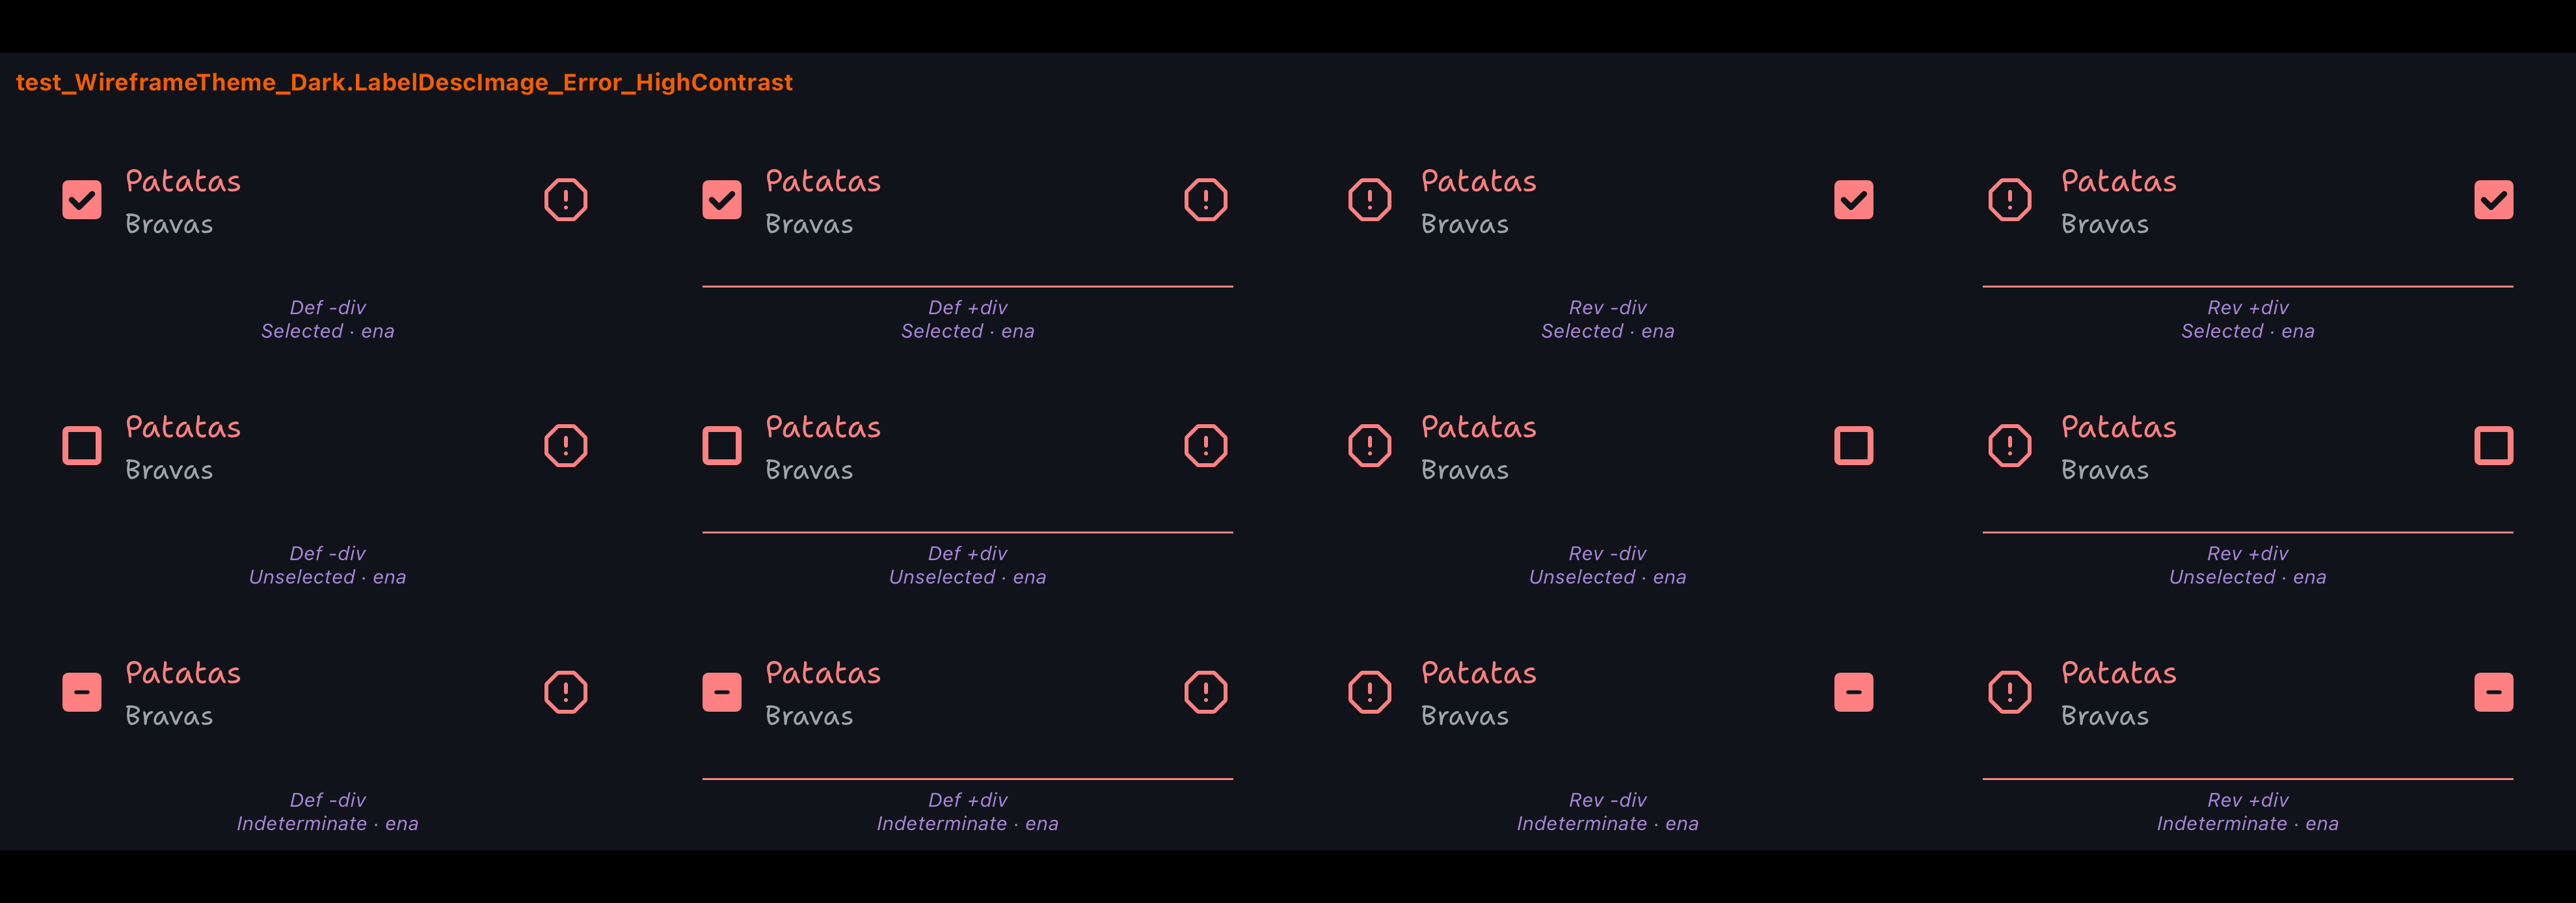 test_WireframeTheme_Dark.LabelDescImage_Error_HighContrast
Patatas
Bravas
Def -div
Selected · ena
Patatas
Bravas
Def +div
Selected · ena
Patatas
Bravas
Rev -div
Selected · ena
Patatas
Bravas
Rev +div
Selected · ena
Patatas
Bravas
Def -div
Unselected · ena
Patatas
Bravas
Def +div
Unselected · ena
Patatas
Bravas
Rev -div
Unselected · ena
Patatas
Bravas
Rev +div
Unselected · ena
Patatas
Bravas
Def -div
Indeterminate · ena
Patatas
Bravas
Def +div
Indeterminate · ena
Patatas
Bravas
Rev -div
Indeterminate · ena
Patatas
Bravas
Rev +div
Indeterminate · ena